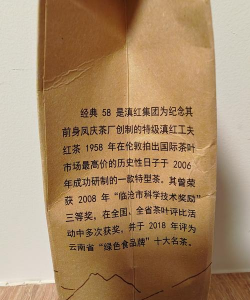 经典 58 是滇红集团为纪念其
前身凤庆茶厂创制的特级滇红工夫
红茶 1958 年在伦敦拍出国际茶叶
市场最高价的历史性日子于 2006
年成功研制的一款特型茶。其曾荣
获 2008 年“临沧市科学技术奖励”
三等奖，在全国、全省茶叶评比活
动中多次获奖，并于 2018 年评为
云南省“绿色食品牌”十大名茶。